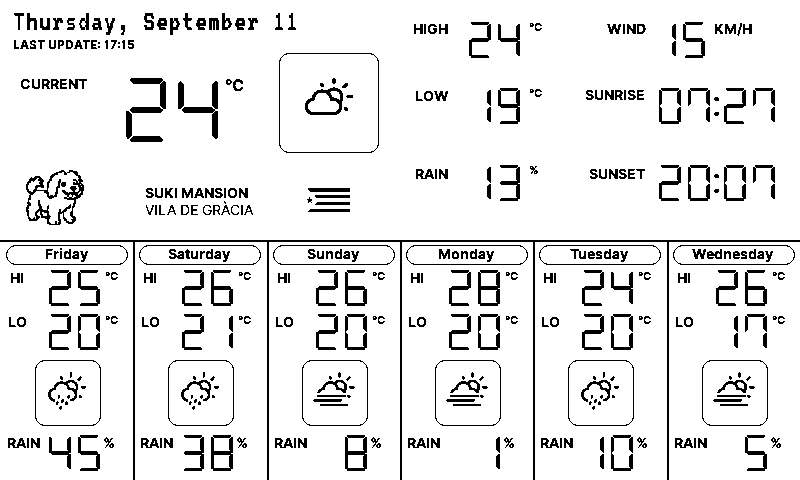 Thursday, September 11
LAST UPDATE: 17:15
CURRENT 24 °C
HIGH 24 °C
WIND 15 KM/H
LOW 19 °C
SUNRISE 07:27
RAIN 13 %
SUNSET 20:07
SUKI MANSION
VILA DE GRÀCIA
Friday
HI 25 °C
LO 20 °C
RAIN 45 %
Saturday
HI 26 °C
LO 21 °C
RAIN 38 %
Sunday
HI 26 °C
LO 20 °C
RAIN 8 %
Monday
HI 28 °C
LO 20 °C
RAIN 1 %
Tuesday
HI 24 °C
LO 20 °C
RAIN 10 %
Wednesday
HI 26 °C
LO 17 °C
RAIN 5 %